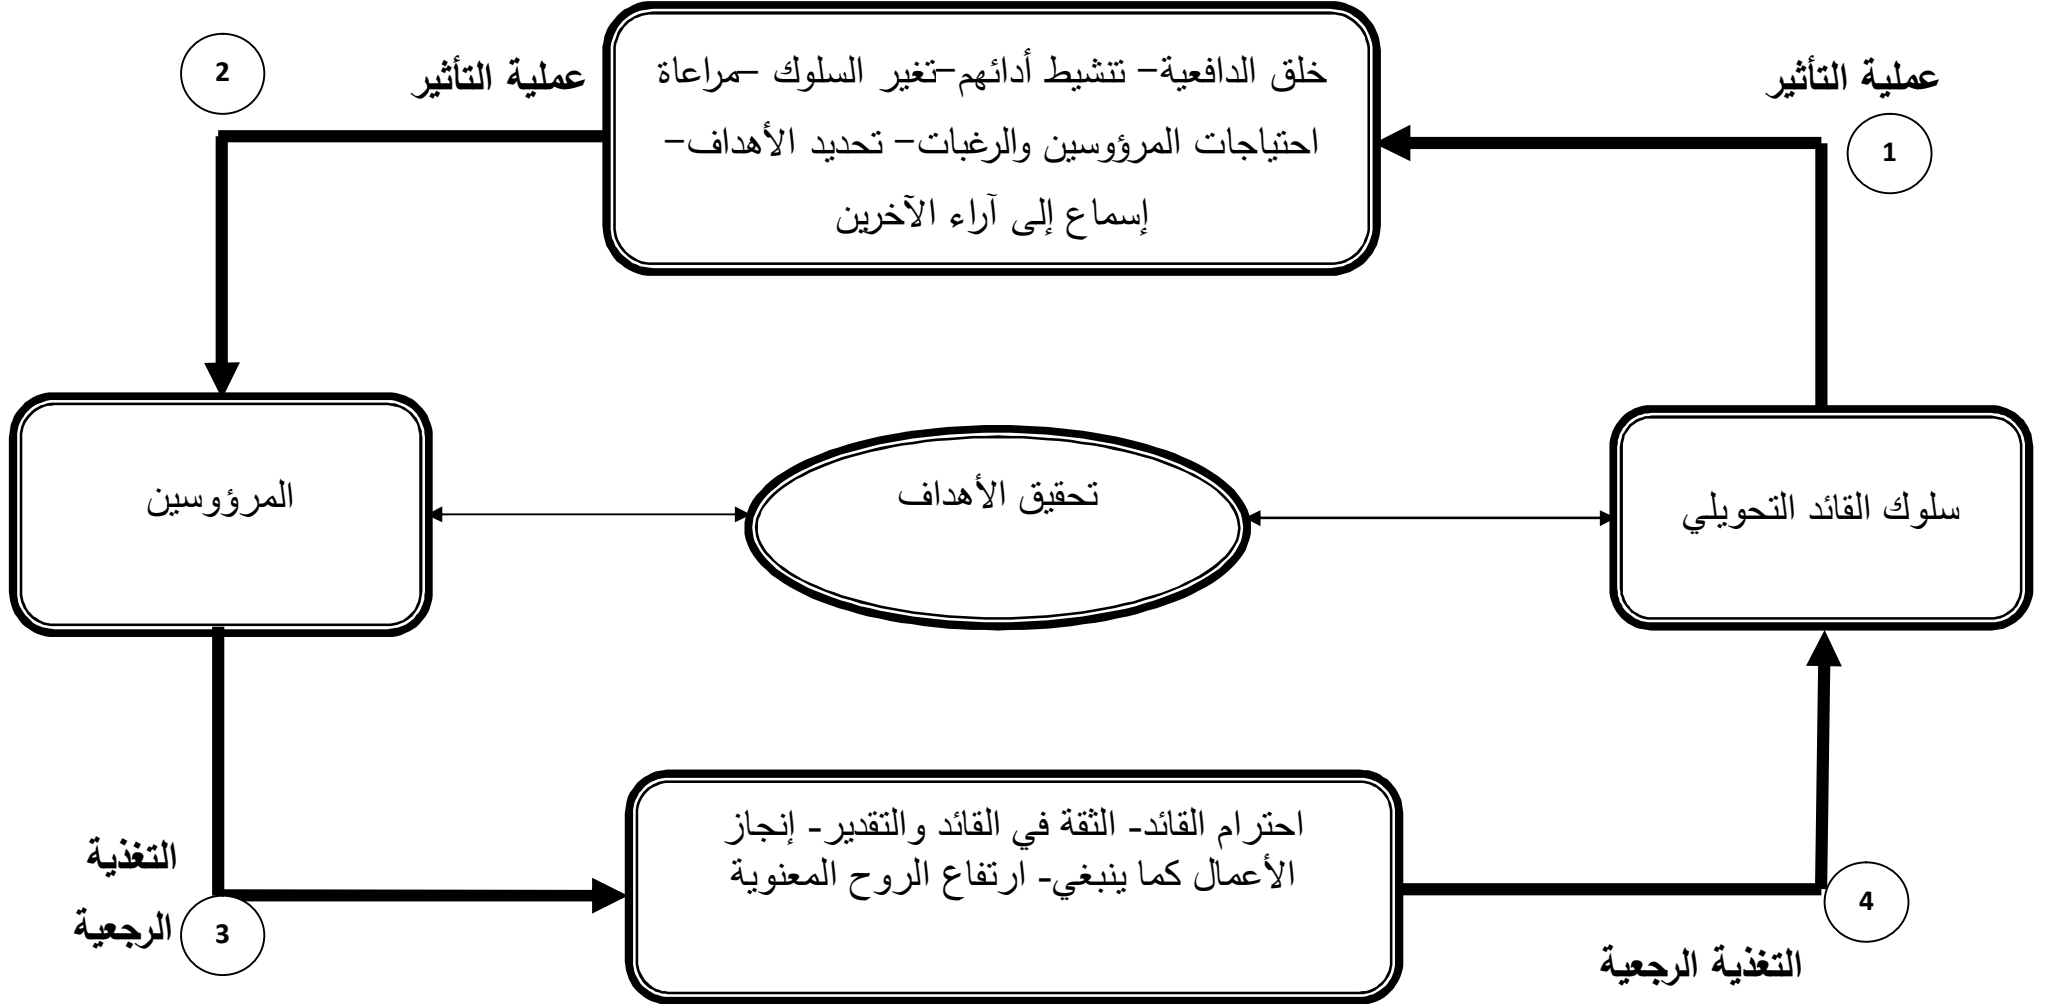 عملية التأثير
1
خلق الدافعية- تنشيط أدائهم-تغير السلوك -مراعاة
احتياجات المرؤوسين والرغبات- تحديد الأهداف-
إسماع إلى آراء الآخرين
عملية التأثير
2
سلوك القائد التحويلي
تحقيق الأهداف
المرؤوسين
التغذية
الرجعية
3
احترام القائد- الثقة في القائد والتقدير- إنجاز
الأعمال كما ينبغي- ارتفاع الروح المعنوية
4
التغذية الرجعية